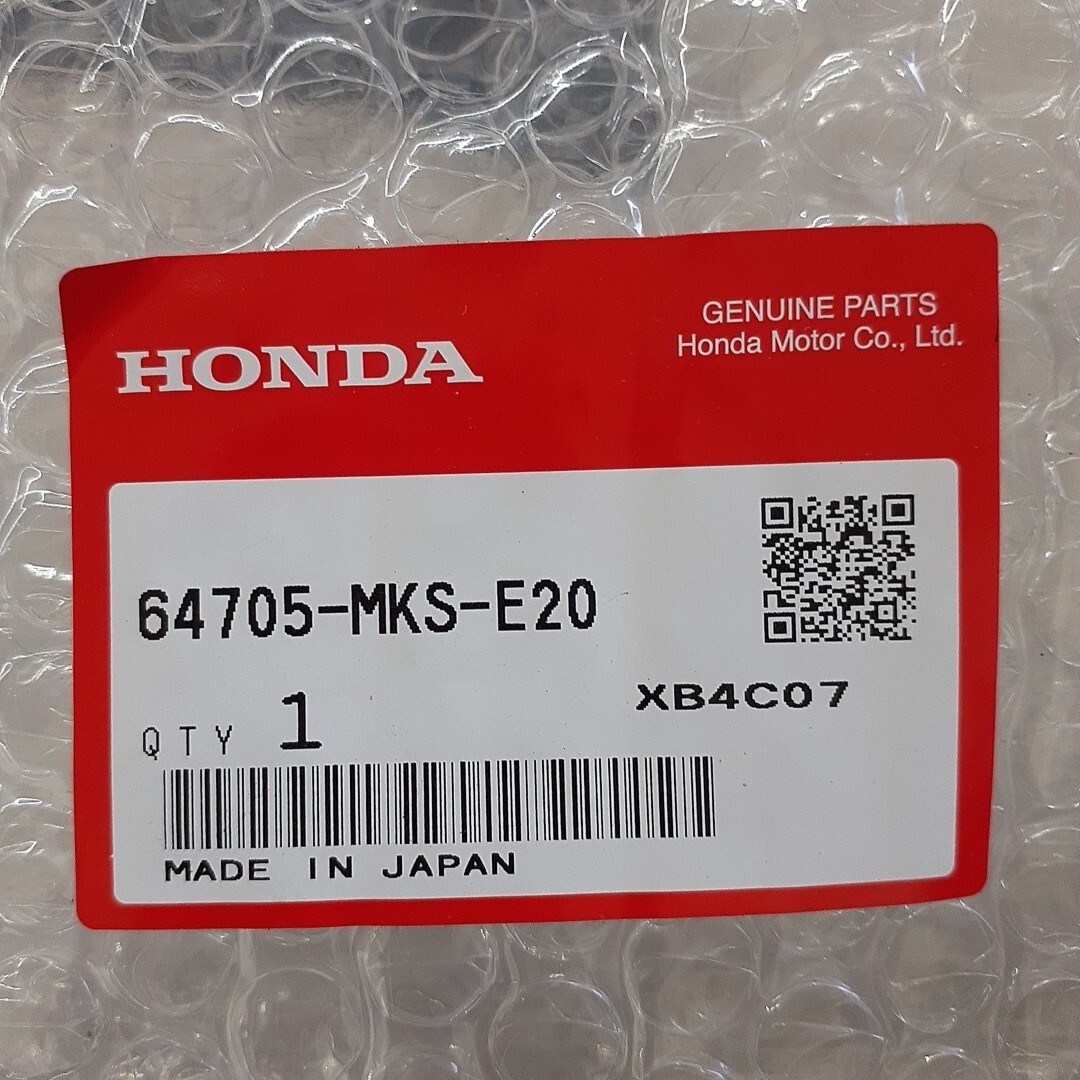 GENUINE PARTS
Honda Motor Co., Ltd.
HONDA
64705-MKS-E20
XB4C07
QTY 1
MADE IN JAPAN